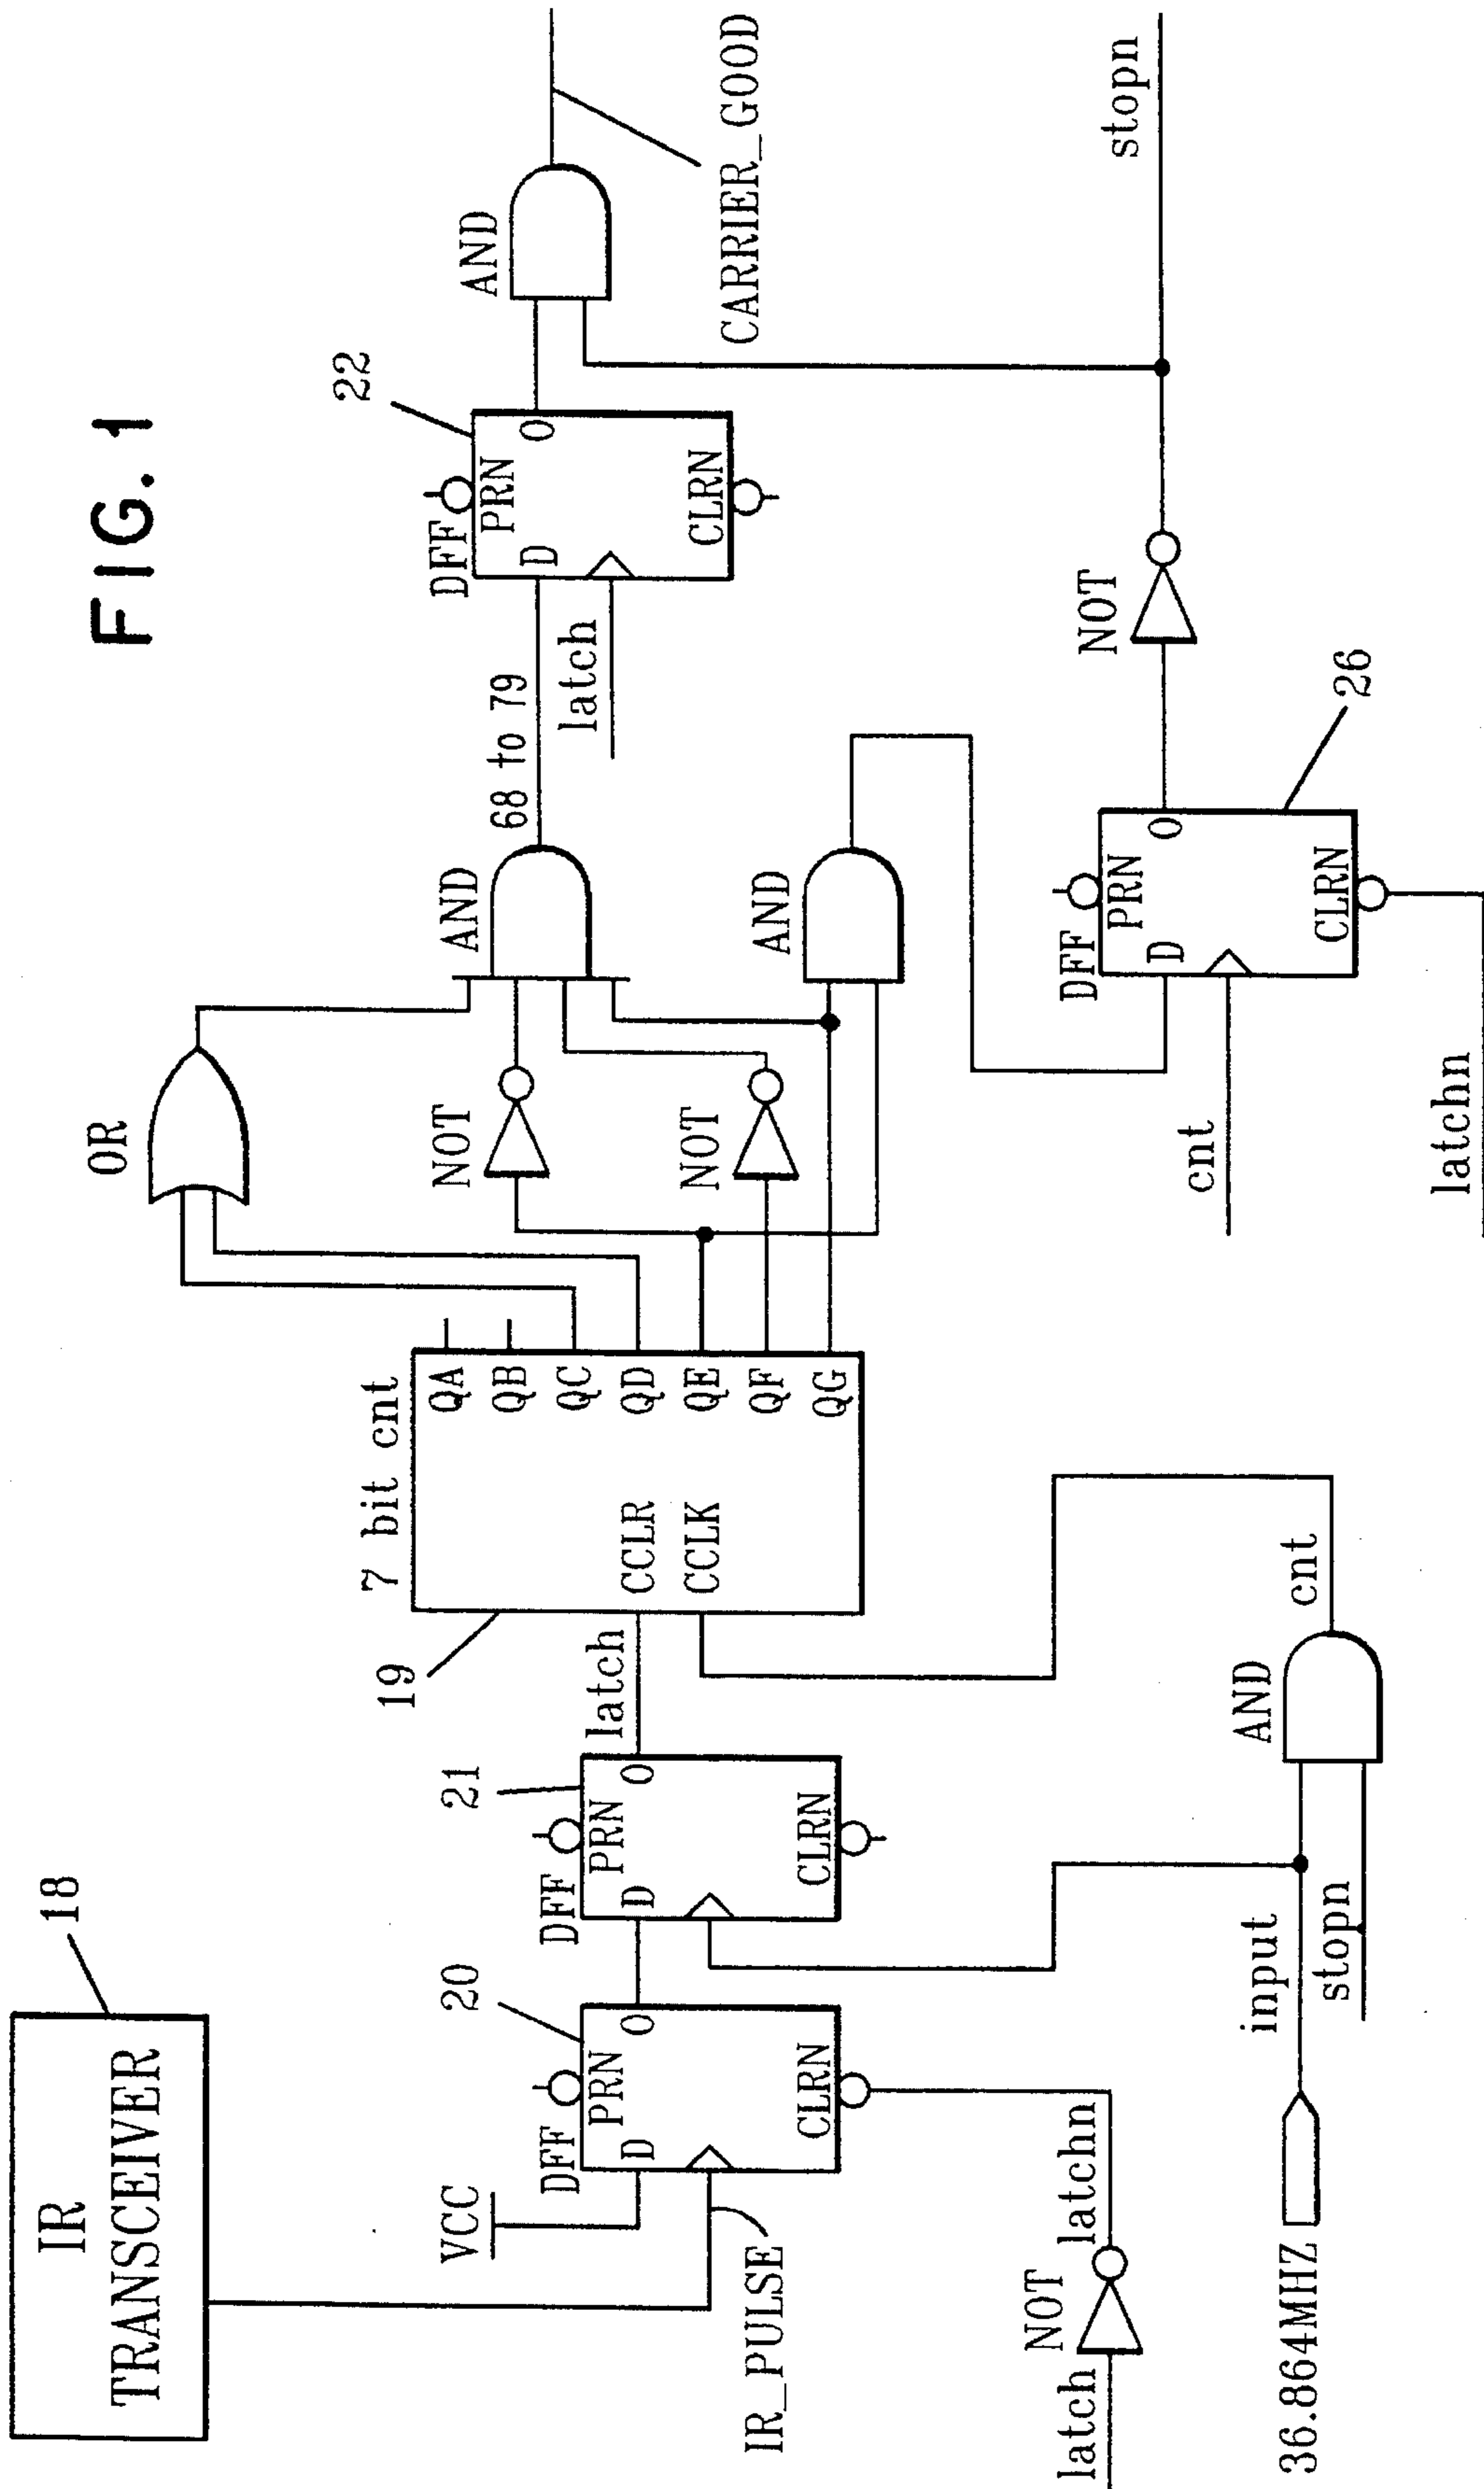 FIG. 1
IR
TRANSCEIVER
18
VCC
IR_PULSE
DFF
20
PRN
D
O
CLRN
latch
NOT
latchn
36.864MHZ
input
stopn
AND
cnt
DFF
21
PRN
D
O
CLRN
latch
19
7 bit cnt
CCLR
CCLK
QA
QB
QC
QD
QE
QF
QG
OR
NOT
NOT
AND
AND
68 to 79
latch
DFF
22
PRN
D
O
CLRN
AND
CARRIER_GOOD
cnt
latchn
DFF
PRN
D
O
CLRN
26
NOT
stopn